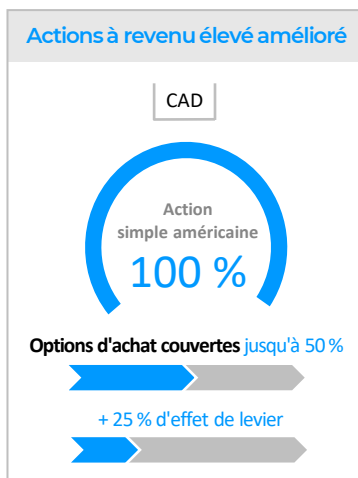 Actions à revenu élevé amélioré
CAD
Action
simple américaine
100 %
Options d'achat couvertes jusqu'à 50 %
+ 25 % d'effet de levier